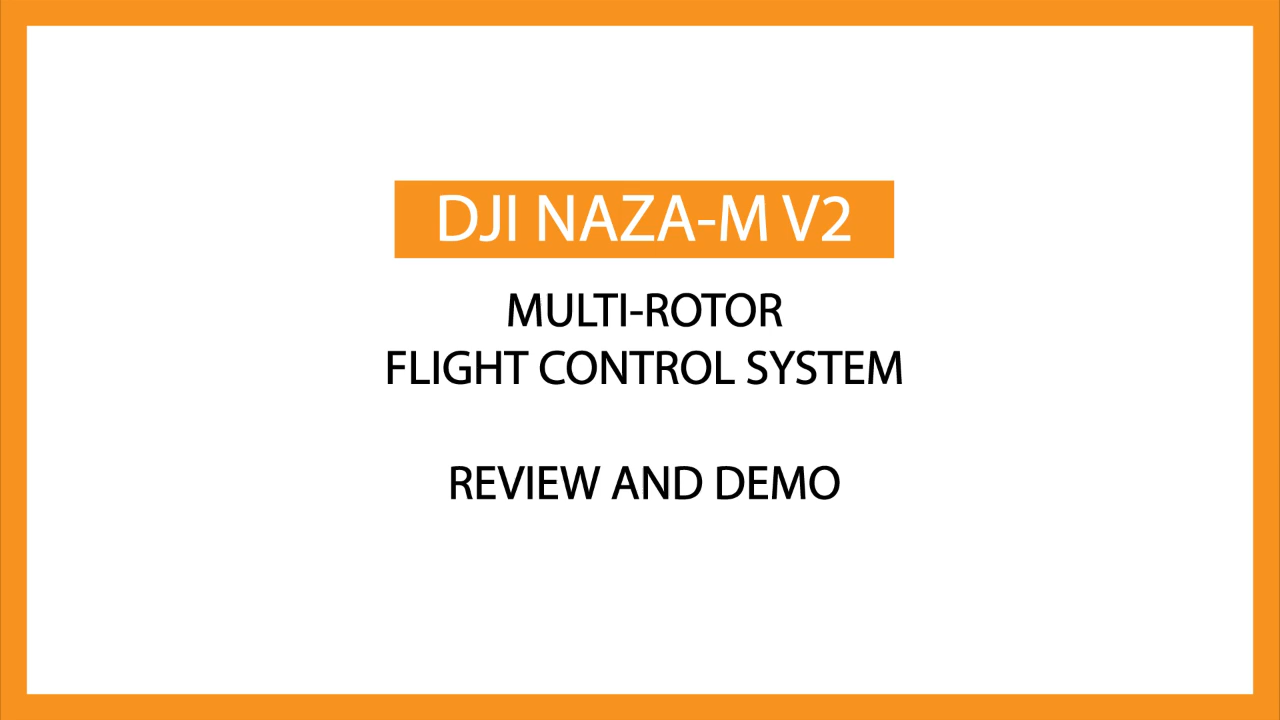 DJI NAZA-M V2
MULTI-ROTOR
FLIGHT CONTROL SYSTEM
REVIEW AND DEMO